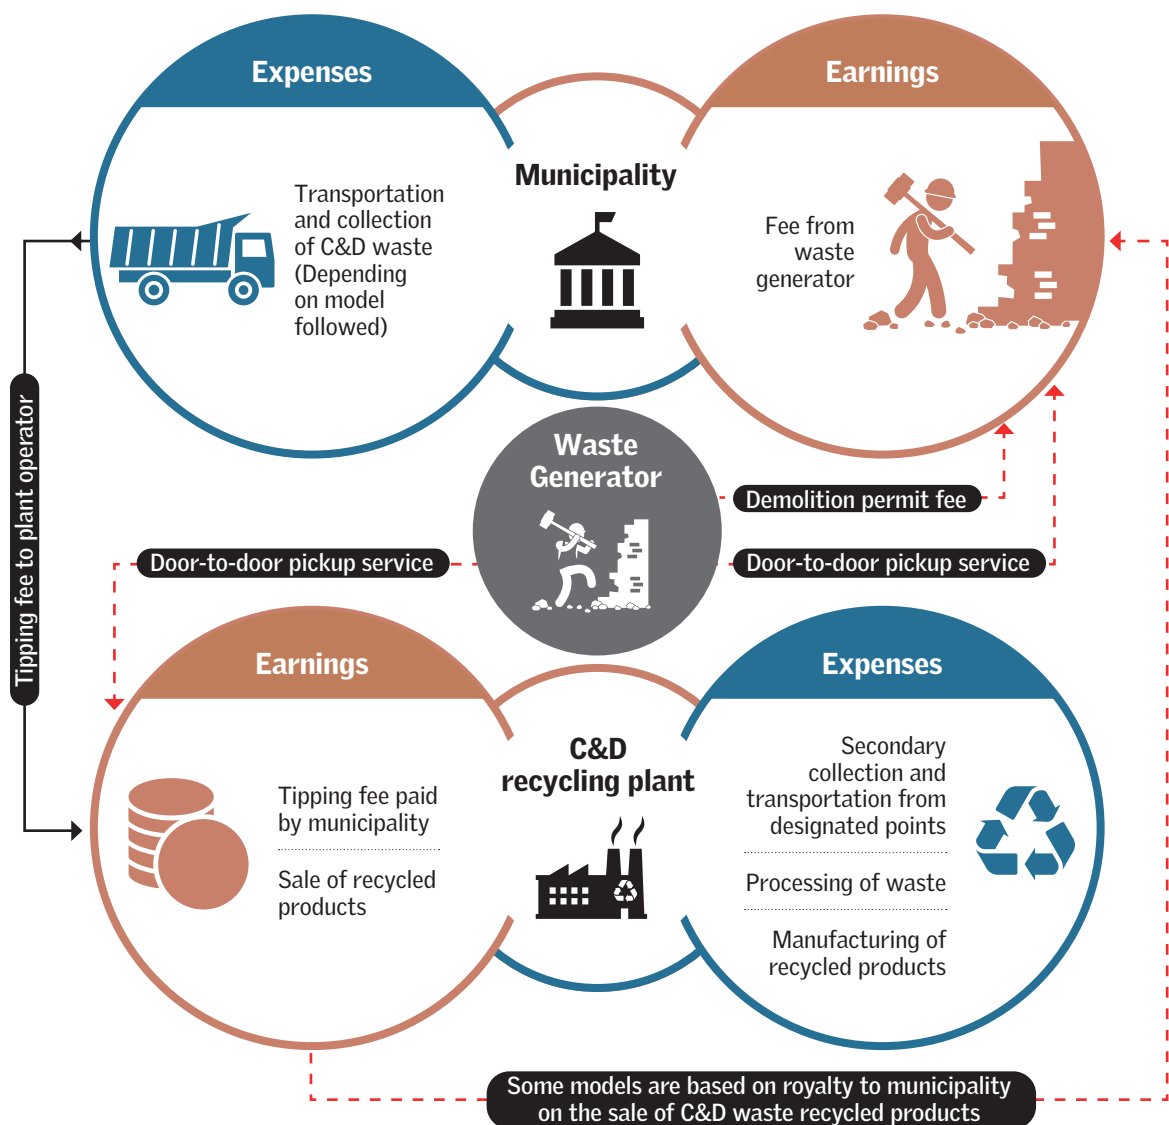 Expenses
Earnings
Municipality
Transportation
and collection
of C&D waste
(Depending
on model
followed)
Fee from
waste
generator
Tipping fee to plant operator
Waste
Generator
Demolition permit fee
Door-to-door pickup service
Door-to-door pickup service
Earnings
Expenses
C&D
recycling plant
Tipping fee paid
by municipality
Sale of recycled
products
Secondary
collection and
transportation from
designated points
Processing of waste
Manufacturing of
recycled products
Some models are based on royalty to municipality
on the sale of C&D waste recycled products